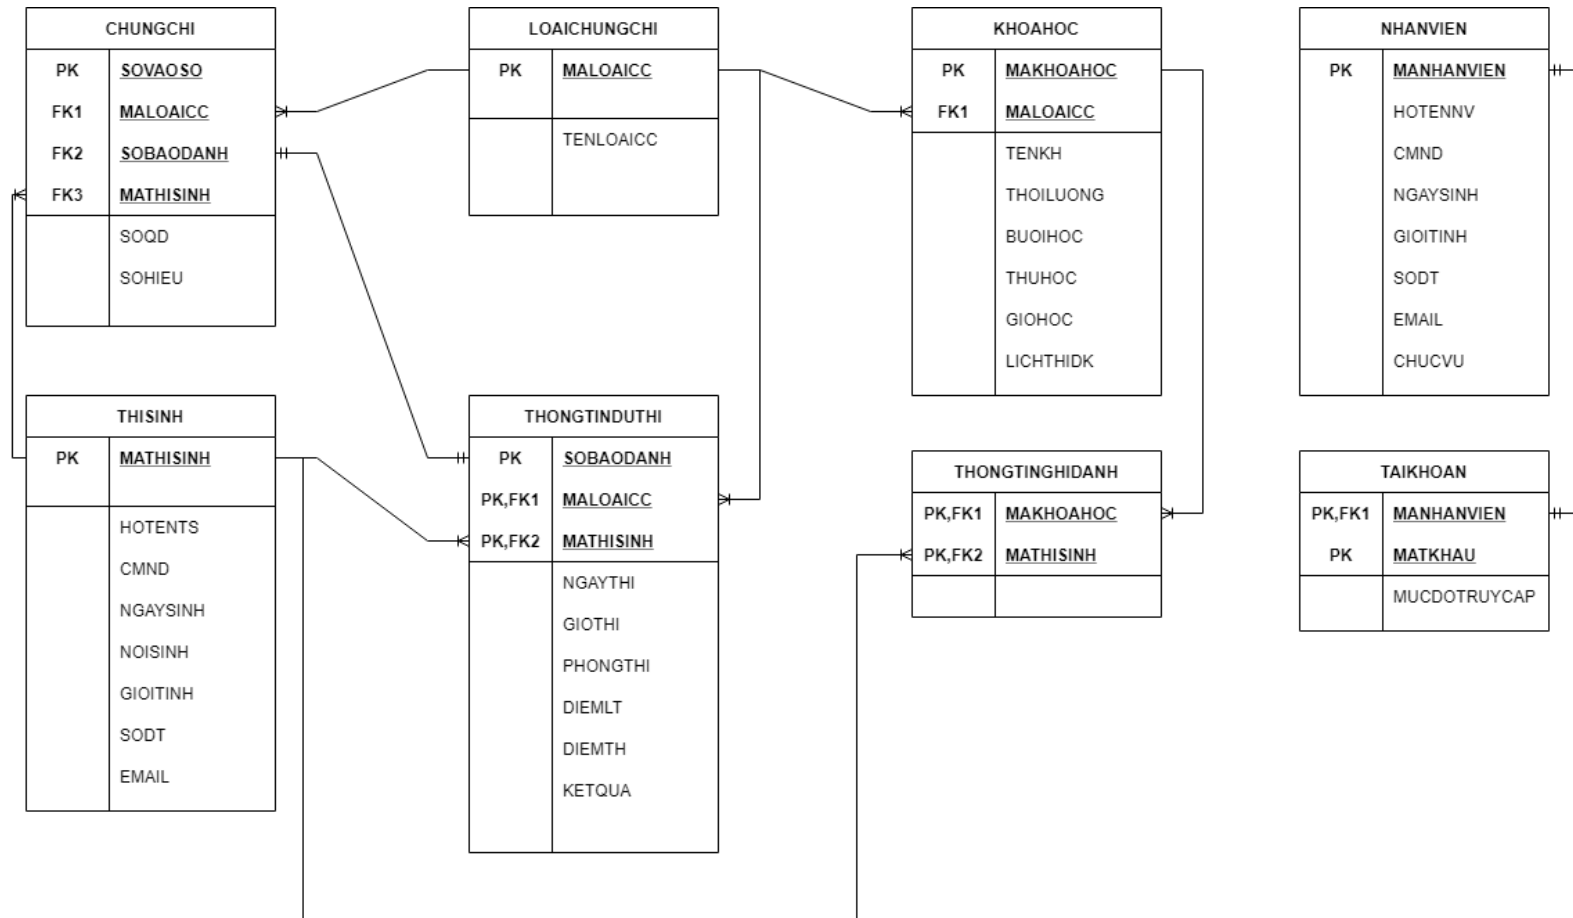 CHUNGCHI
PK SOVAOSO
FK1 MALOAICC
FK2 SOBAODANH
FK3 MATHISINH
SOQD
SOHIEU
LOAICHUNGCHI
PK MALOAICC
TENLOAICC
KHOAHOC
PK MAKHOAHOC
FK1 MALOAICC
TENKH
THOILUONG
BUOIHOC
THUHOC
GIOHOC
LICHTHIDK
NHANVIEN
PK MANHANVIEN
HOTENNV
CMND
NGAYSINH
GIOITINH
SODT
EMAIL
CHUCVU
THISINH
PK MATHISINH
HOTENTS
CMND
NGAYSINH
NOISINH
GIOITINH
SODT
EMAIL
THONGTINDUTHI
PK SOBAODANH
PK,FK1 MALOAICC
PK,FK2 MATHISINH
NGAYTHI
GIOTHI
PHONGTHI
DIEMLT
DIEMTH
KETQUA
THONGTINGHIDANH
PK,FK1 MAKHOAHOC
PK,FK2 MATHISINH
TAIKHOAN
PK,FK1 MANHANVIEN
PK MATKHAU
MUCDOTRUYCAP